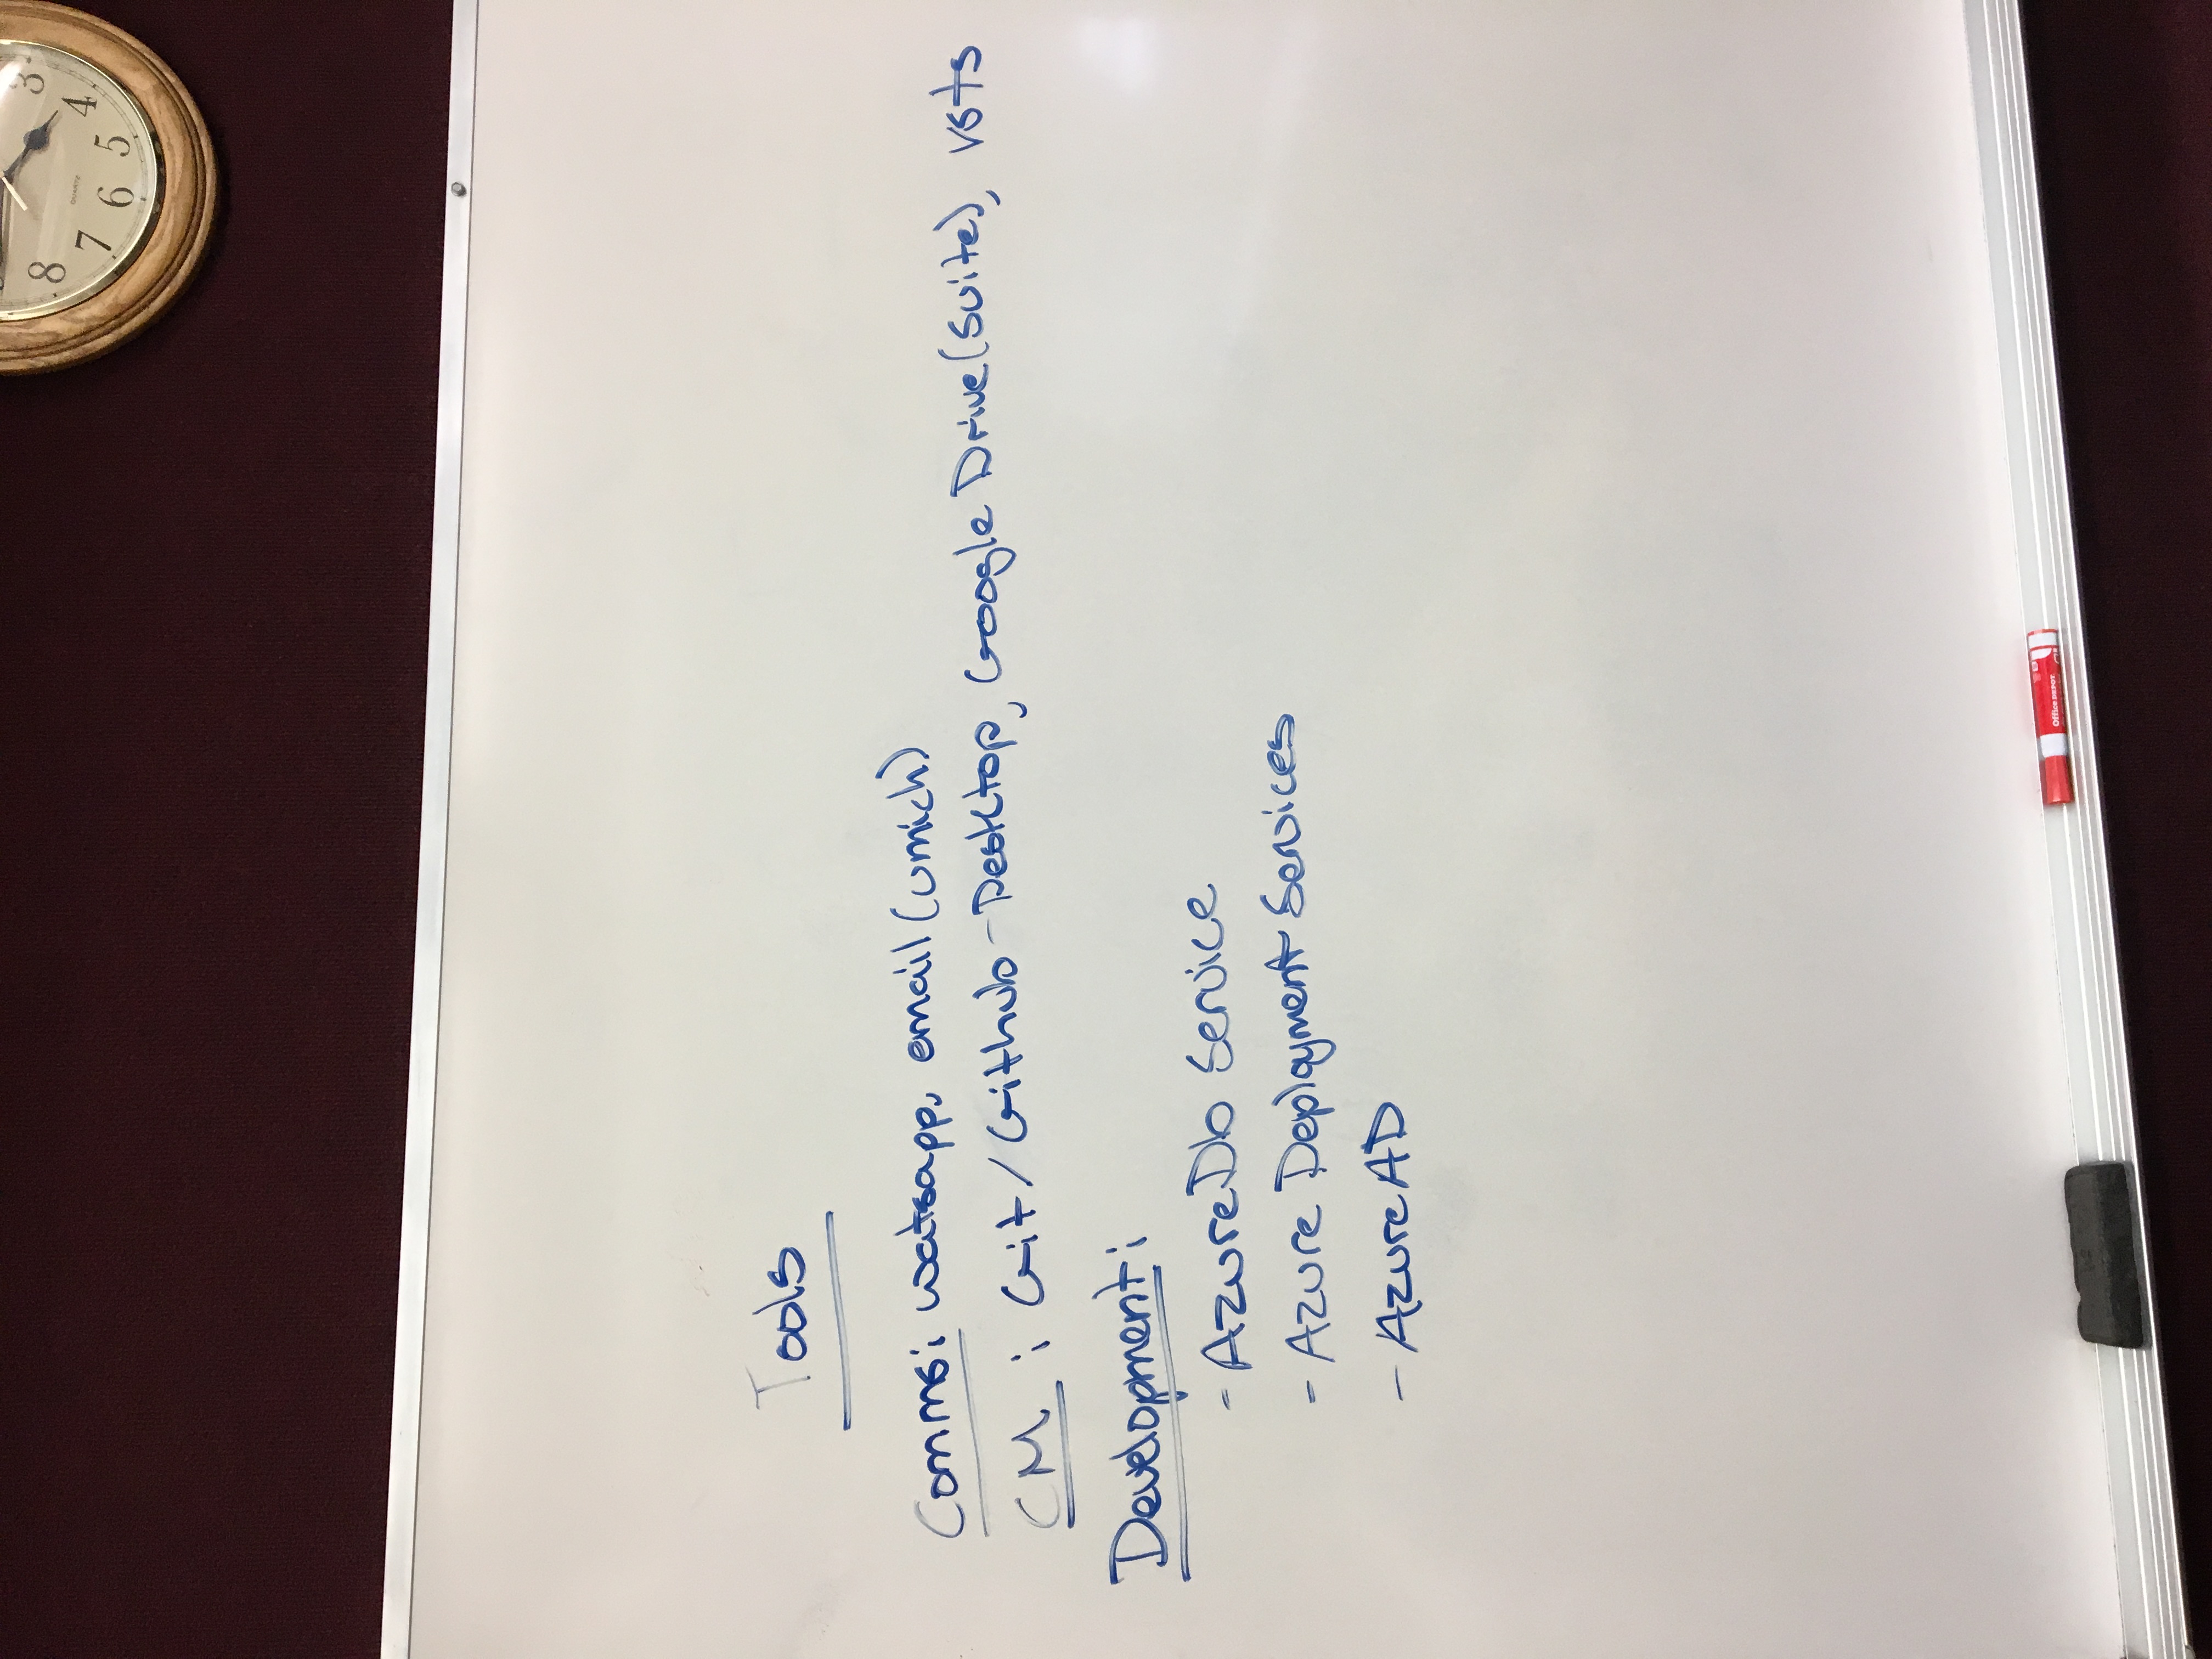 3
8
4
7
6
5
QUARTZ
Tools
Comms: watsapp, email (umich)
CM : Git/Github-Desktop, Google Drive (Suite), vsts
Development:
- AzureDb Service
- Azure Deployment Services
- AzureAD
Office DEPOT